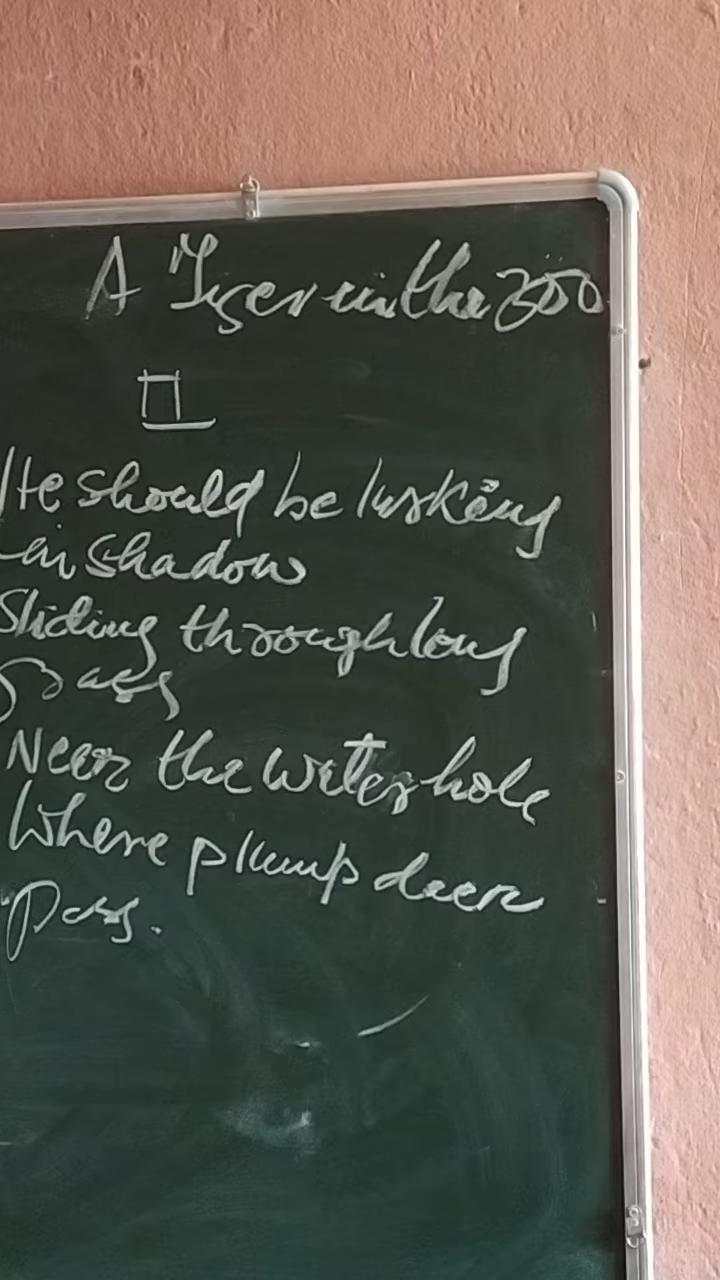 A Tiger in the zoo
II
He should be lurking
in shadow
Sliding through long
grass
Near the water hole
Where plump deer
pass.